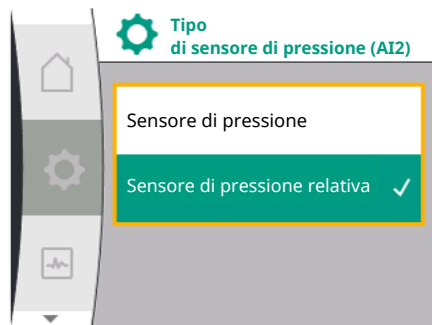 Tipo
di sensore di pressione (AI2)
Sensore di pressione
Sensore di pressione relativa